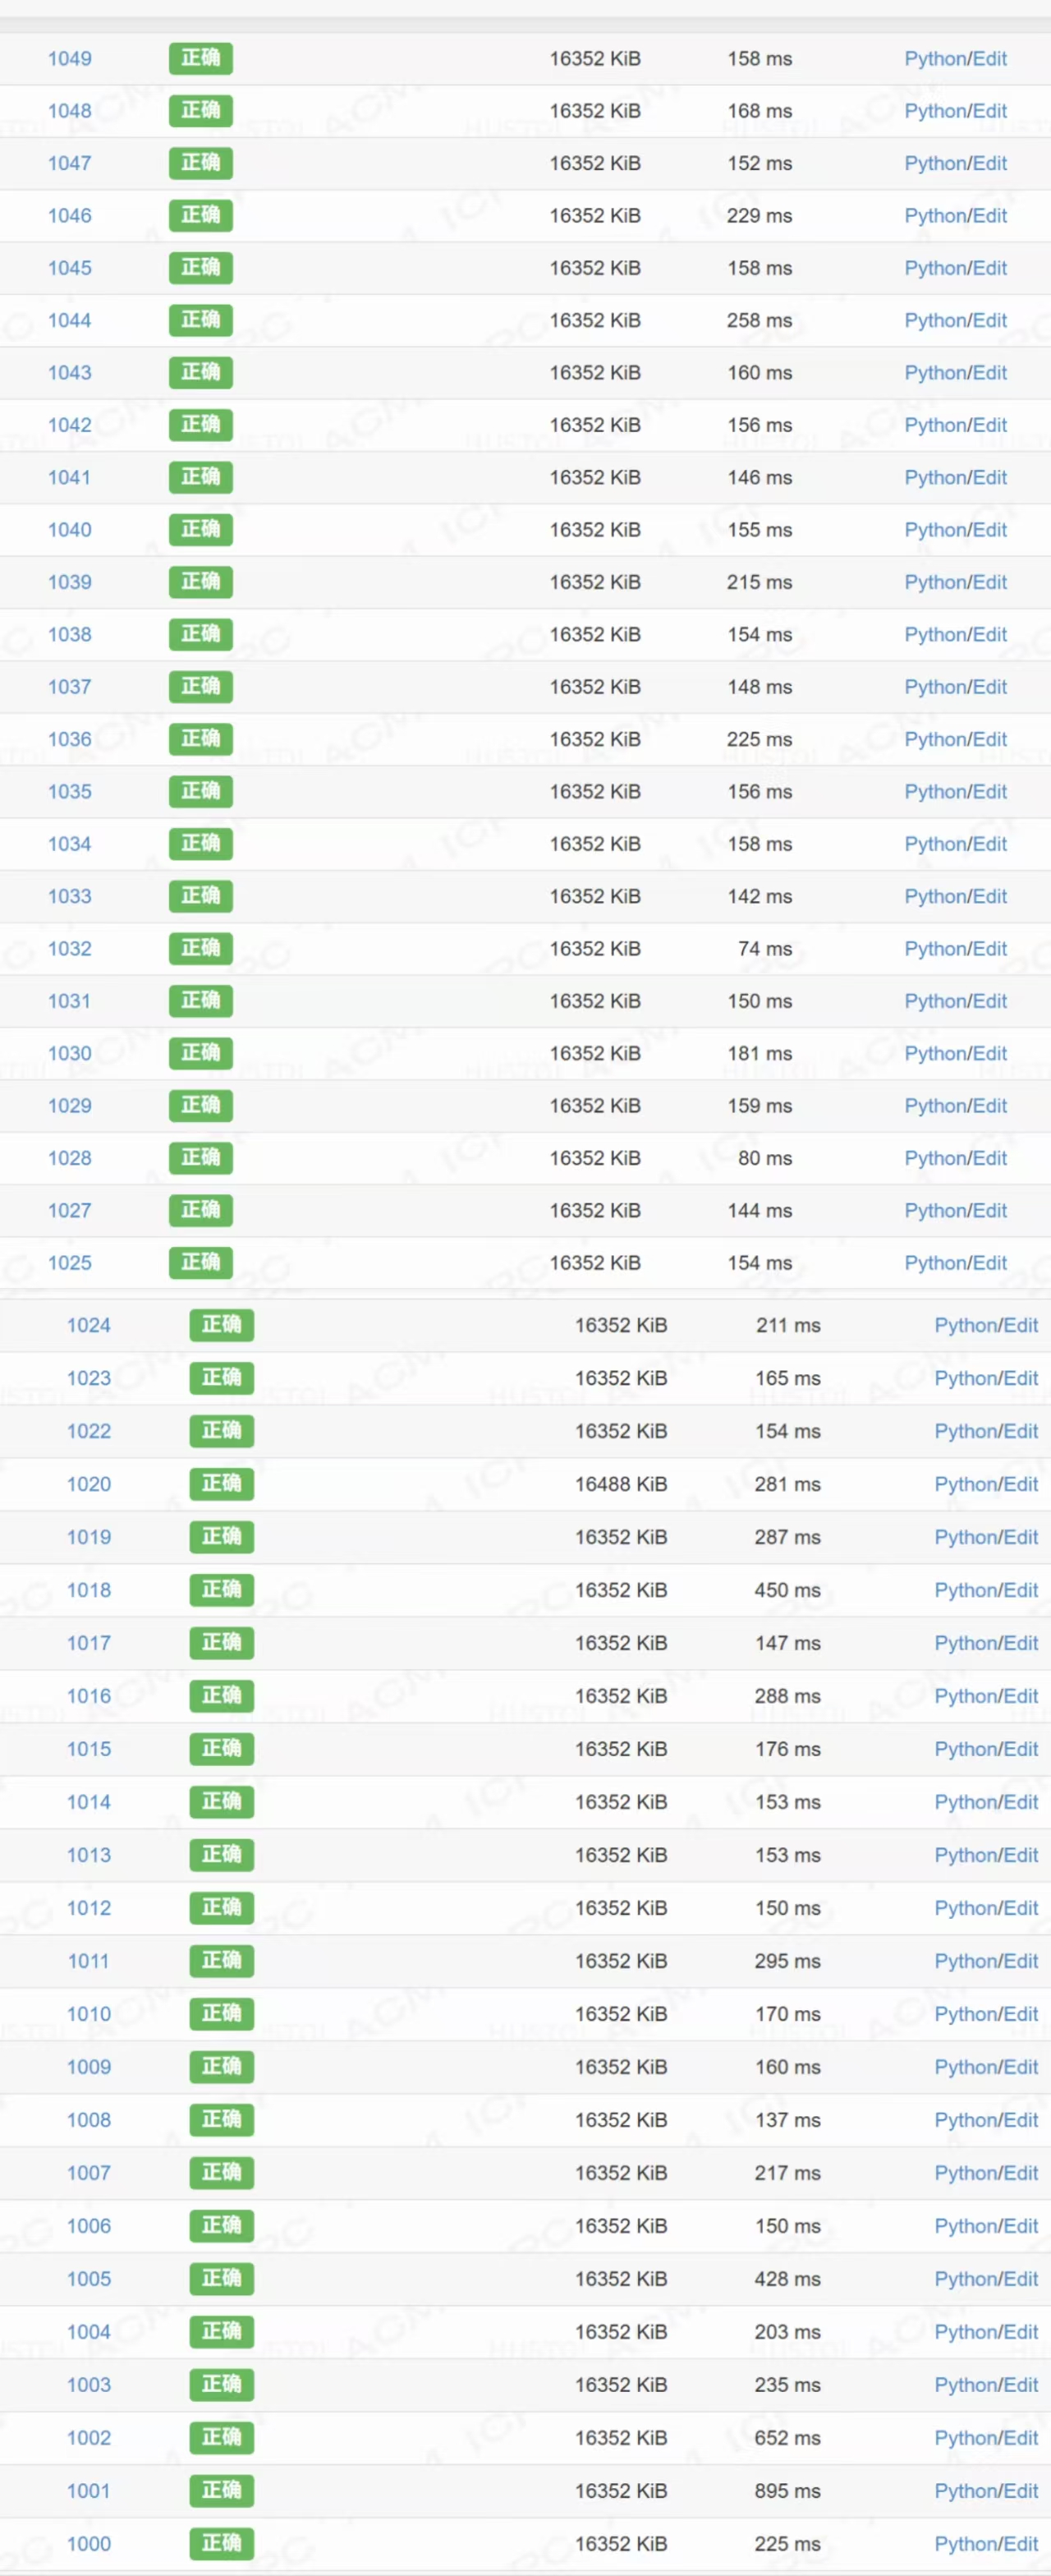 1049 正确 16352 KiB 158 ms Python/Edit
1048 正确 16352 KiB 168 ms Python/Edit
1047 正确 16352 KiB 152 ms Python/Edit
1046 正确 16352 KiB 229 ms Python/Edit
1045 正确 16352 KiB 158 ms Python/Edit
1044 正确 16352 KiB 258 ms Python/Edit
1043 正确 16352 KiB 160 ms Python/Edit
1042 正确 16352 KiB 156 ms Python/Edit
1041 正确 16352 KiB 146 ms Python/Edit
1040 正确 16352 KiB 155 ms Python/Edit
1039 正确 16352 KiB 215 ms Python/Edit
1038 正确 16352 KiB 154 ms Python/Edit
1037 正确 16352 KiB 148 ms Python/Edit
1036 正确 16352 KiB 225 ms Python/Edit
1035 正确 16352 KiB 156 ms Python/Edit
1034 正确 16352 KiB 158 ms Python/Edit
1033 正确 16352 KiB 142 ms Python/Edit
1032 正确 16352 KiB 74 ms Python/Edit
1031 正确 16352 KiB 150 ms Python/Edit
1030 正确 16352 KiB 181 ms Python/Edit
1029 正确 16352 KiB 159 ms Python/Edit
1028 正确 16352 KiB 80 ms Python/Edit
1027 正确 16352 KiB 144 ms Python/Edit
1025 正确 16352 KiB 154 ms Python/Edit
1024 正确 16352 KiB 211 ms Python/Edit
1023 正确 16352 KiB 165 ms Python/Edit
1022 正确 16352 KiB 154 ms Python/Edit
1020 正确 16488 KiB 281 ms Python/Edit
1019 正确 16352 KiB 287 ms Python/Edit
1018 正确 16352 KiB 450 ms Python/Edit
1017 正确 16352 KiB 147 ms Python/Edit
1016 正确 16352 KiB 288 ms Python/Edit
1015 正确 16352 KiB 176 ms Python/Edit
1014 正确 16352 KiB 153 ms Python/Edit
1013 正确 16352 KiB 153 ms Python/Edit
1012 正确 16352 KiB 150 ms Python/Edit
1011 正确 16352 KiB 295 ms Python/Edit
1010 正确 16352 KiB 170 ms Python/Edit
1009 正确 16352 KiB 160 ms Python/Edit
1008 正确 16352 KiB 137 ms Python/Edit
1007 正确 16352 KiB 217 ms Python/Edit
1006 正确 16352 KiB 150 ms Python/Edit
1005 正确 16352 KiB 428 ms Python/Edit
1004 正确 16352 KiB 203 ms Python/Edit
1003 正确 16352 KiB 235 ms Python/Edit
1002 正确 16352 KiB 652 ms Python/Edit
1001 正确 16352 KiB 895 ms Python/Edit
1000 正确 16352 KiB 225 ms Python/Edit